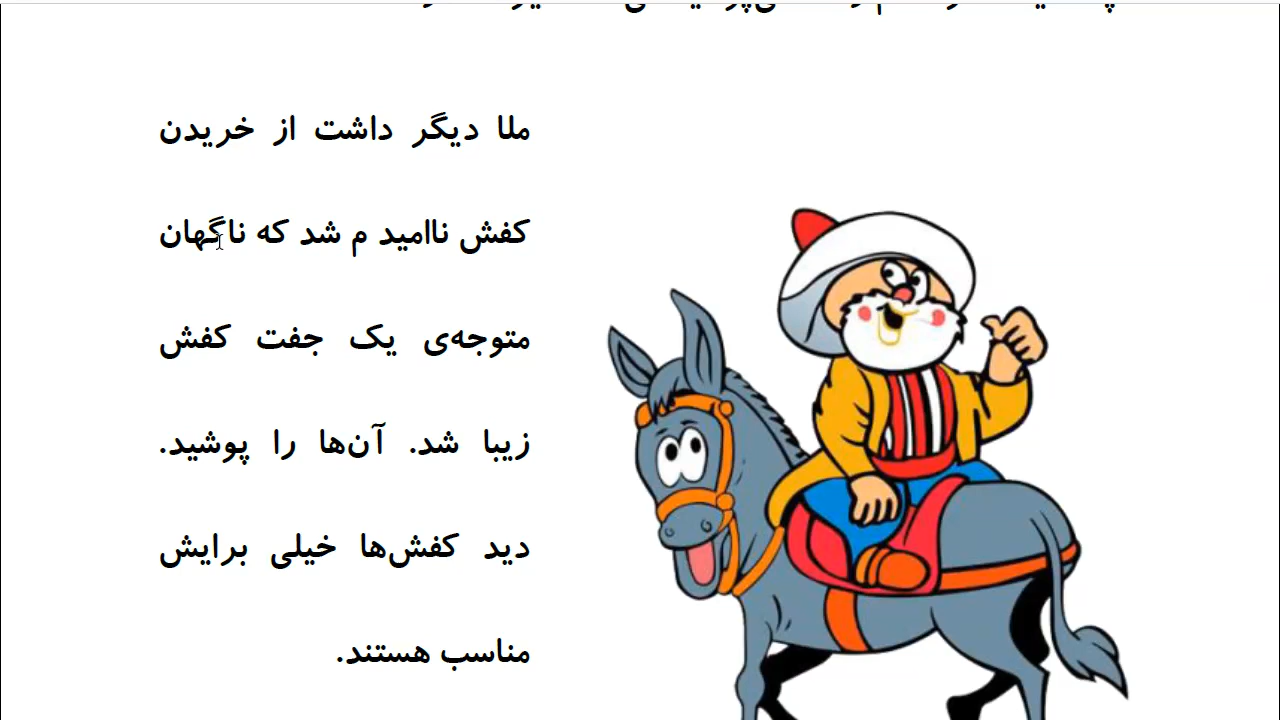 ملا دیگر داشت از خریدن
کفش ناامید م شد که ناگهان
متوجه‌ی یک جفت کفش
زیبا شد. آن‌ها را پوشید.
دید کفش‌ها خیلی برایش
مناسب هستند.